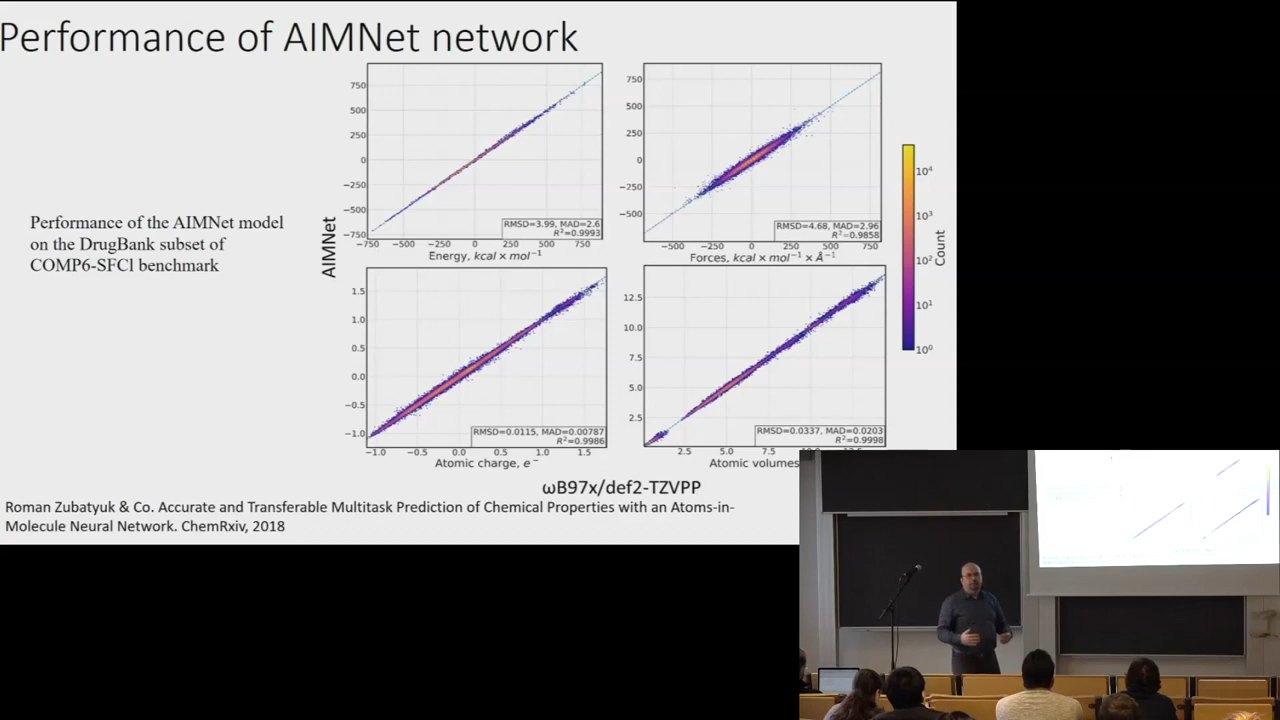 Performance of AIMNet network
Performance of the AIMNet model
on the DrugBank subset of
COMP6-SFCl benchmark
AIMNet
750
500
250
0
−250
−500
−750
−750 −500 −250 0 250 500 750
RMSD=3.99, MAD=2.6
R²=0.9993
Energy, kcal × mol⁻¹
750
500
250
0
−250
−500
−500 −250 0 250 500 750
RMSD=4.68, MAD=2.96
R²=0.9858
Forces, kcal × mol⁻¹ × Å⁻¹
1.5
1.0
0.5
0.0
−0.5
−1.0
−1.0 −0.5 0.0 0.5 1.0 1.5
RMSD=0.0115, MAD=0.00787
R²=0.9986
Atomic charge, e⁻
12.5
10.0
7.5
5.0
2.5
2.5 5.0 7.5
RMSD=0.0337, MAD=0.0203
R²=0.9998
Atomic volumes
10⁴
10³
10²
10¹
10⁰
Count
ωB97x/def2-TZVPP
Roman Zubatyuk & Co. Accurate and Transferable Multitask Prediction of Chemical Properties with an Atoms-in-
Molecule Neural Network. ChemRxiv, 2018